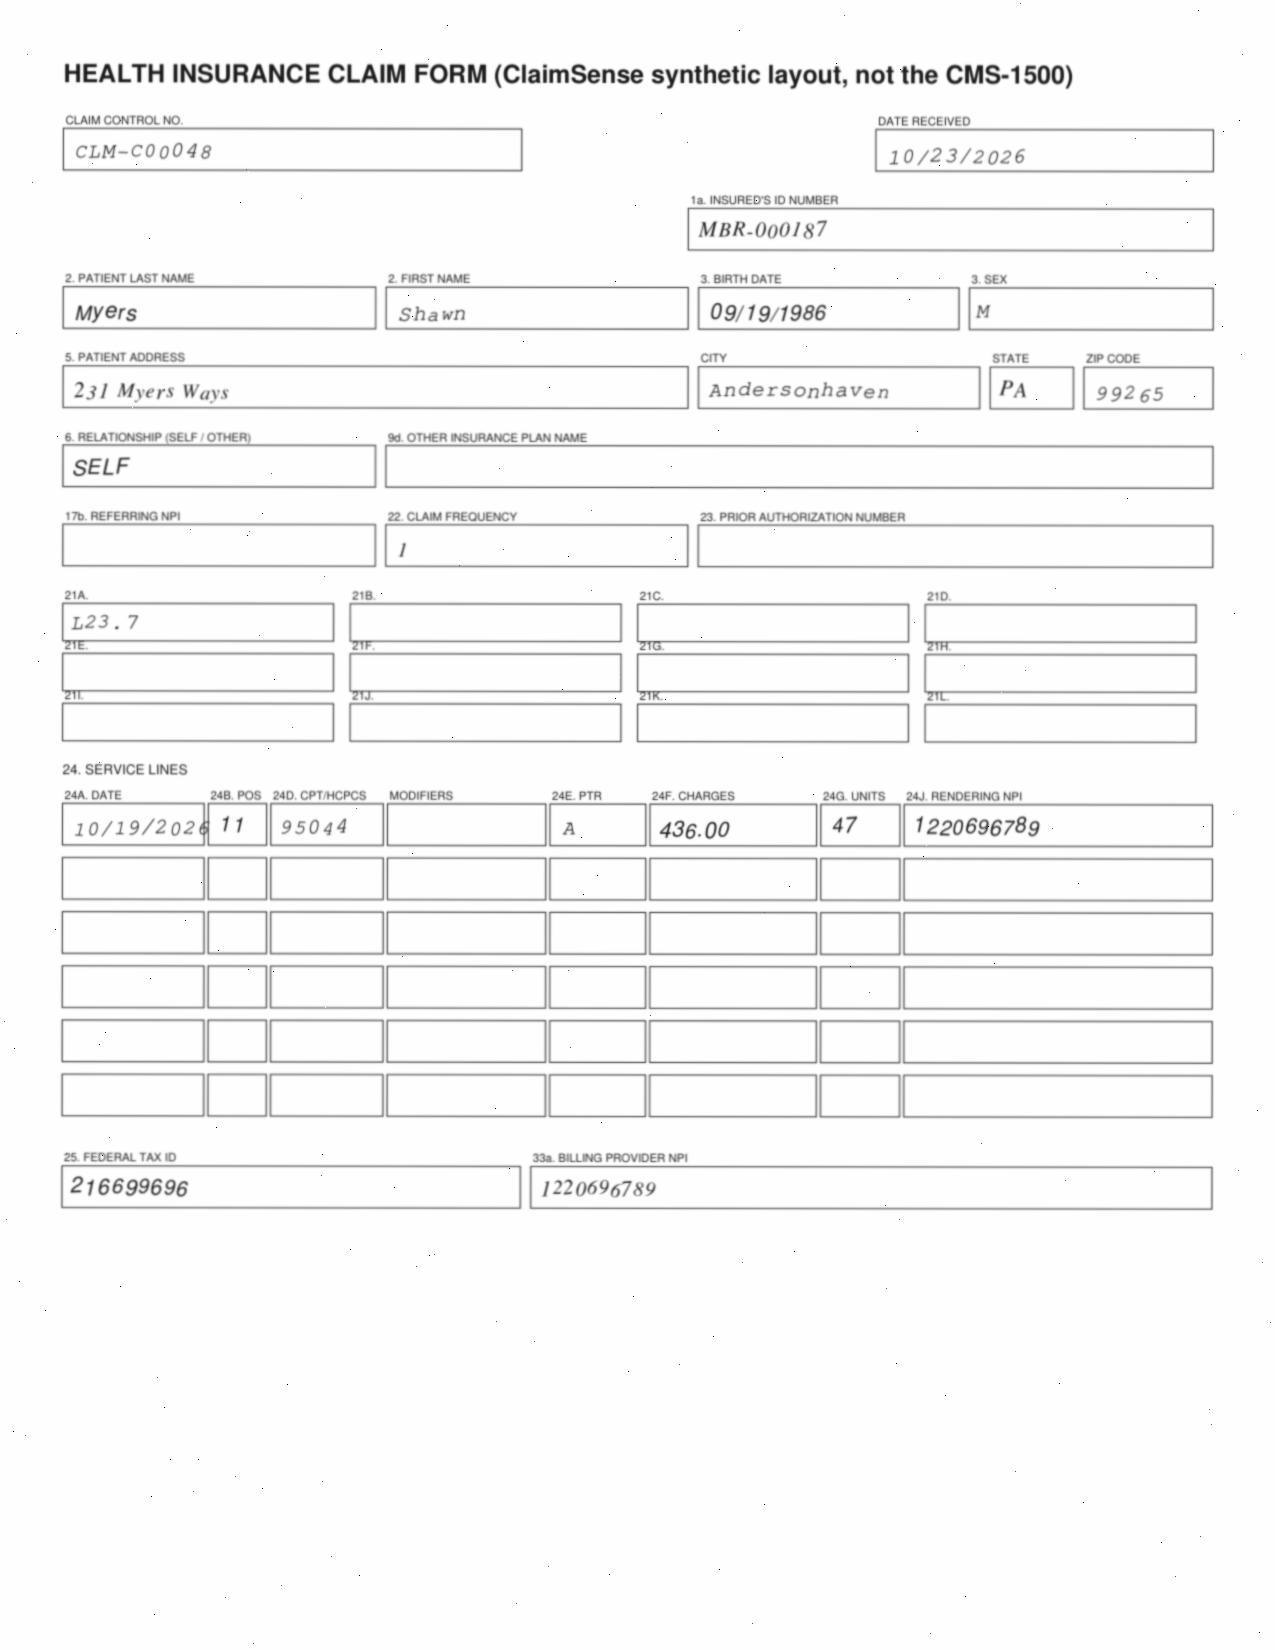 HEALTH INSURANCE CLAIM FORM (ClaimSense synthetic layout, not the CMS-1500)
CLAIM CONTROL NO. DATE RECEIVED
CLM-C00048 10/23/2026
1a. INSURED'S ID NUMBER
MBR-000187
2. PATIENT LAST NAME 2. FIRST NAME 3. BIRTH DATE 3. SEX
Myers Shawn 09/19/1986 M
5. PATIENT ADDRESS CITY STATE ZIP CODE
231 Myers Ways Andersonhaven PA 99265
6. RELATIONSHIP (SELF / OTHER) 9d. OTHER INSURANCE PLAN NAME
SELF
17b. REFERRING NPI 22. CLAIM FREQUENCY 23. PRIOR AUTHORIZATION NUMBER
1
21A. 21B. 21C. 21D.
L23.7
21E. 21F. 21G. 21H.
21I. 21J. 21K. 21L.
24. SERVICE LINES
24A. DATE 24B. POS 24D. CPT/HCPCS MODIFIERS 24E. PTR 24F. CHARGES 24G. UNITS 24J. RENDERING NPI
10/19/2026 11 95044 A 436.00 47 1220696789
25. FEDERAL TAX ID 33a. BILLING PROVIDER NPI
216699696 1220696789